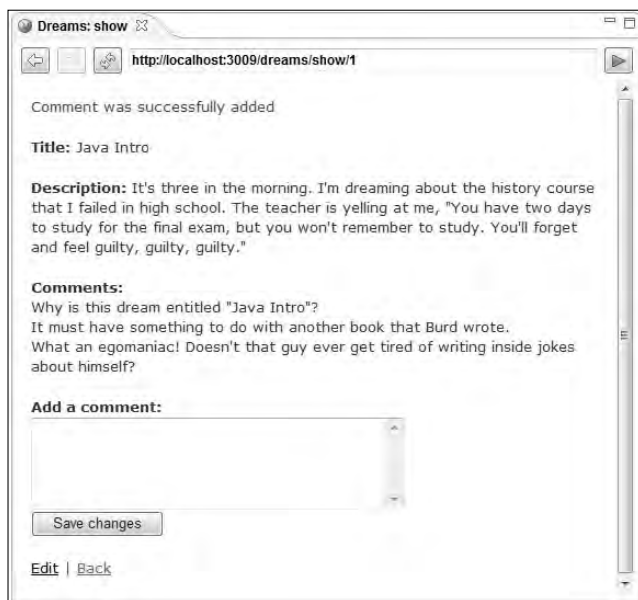 Dreams: show
http://localhost:3009/dreams/show/1
Comment was successfully added
Title: Java Intro
Description: It's three in the morning. I'm dreaming about the history course
that I failed in high school. The teacher is yelling at me, "You have two days
to study for the final exam, but you won't remember to study. You'll forget
and feel guilty, guilty, guilty."
Comments:
Why is this dream entitled "Java Intro"?
It must have something to do with another book that Burd wrote.
What an egomaniac! Doesn't that guy ever get tired of writing inside jokes
about himself?
Add a comment:
Save changes
Edit | Back